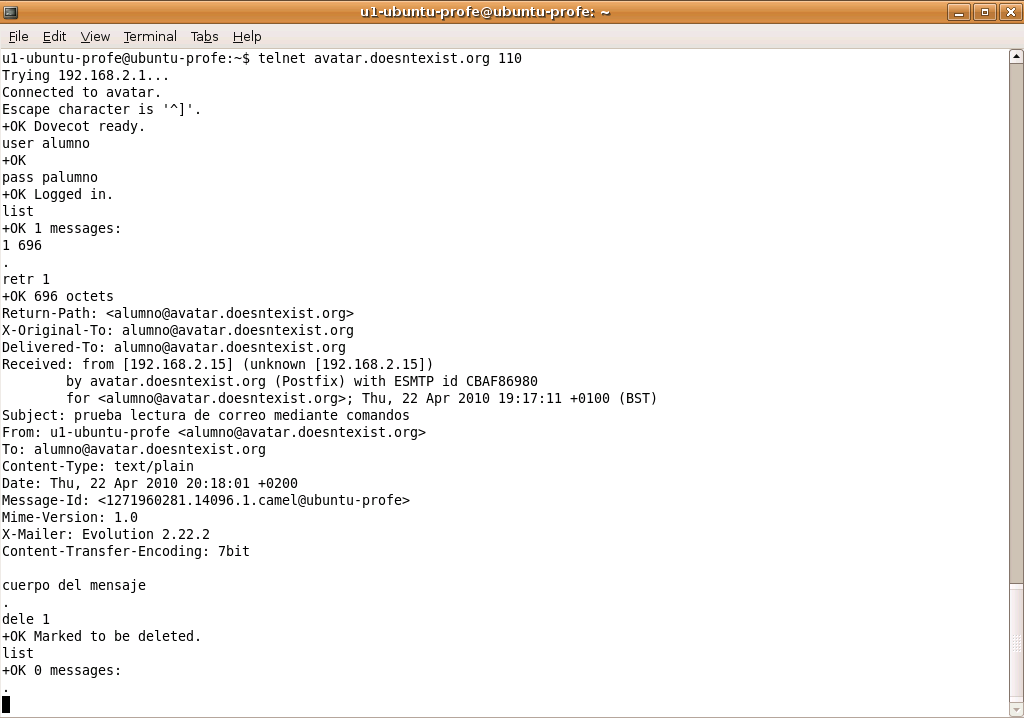 u1-ubuntu-profe@ubuntu-profe: ~
File Edit View Terminal Tabs Help
u1-ubuntu-profe@ubuntu-profe:~$ telnet avatar.doesntexist.org 110
Trying 192.168.2.1...
Connected to avatar.
Escape character is '^]'.
+OK Dovecot ready.
user alumno
+OK
pass palumno
+OK Logged in.
list
+OK 1 messages:
1 696
.
retr 1
+OK 696 octets
Return-Path: <alumno@avatar.doesntexist.org>
X-Original-To: alumno@avatar.doesntexist.org
Delivered-To: alumno@avatar.doesntexist.org
Received: from [192.168.2.15] (unknown [192.168.2.15])
        by avatar.doesntexist.org (Postfix) with ESMTP id CBAF86980
        for <alumno@avatar.doesntexist.org>; Thu, 22 Apr 2010 19:17:11 +0100 (BST)
Subject: prueba lectura de correo mediante comandos
From: u1-ubuntu-profe <alumno@avatar.doesntexist.org>
To: alumno@avatar.doesntexist.org
Content-Type: text/plain
Date: Thu, 22 Apr 2010 20:18:01 +0200
Message-Id: <1271960281.14096.1.camel@ubuntu-profe>
Mime-Version: 1.0
X-Mailer: Evolution 2.22.2
Content-Transfer-Encoding: 7bit

cuerpo del mensaje
.
dele 1
+OK Marked to be deleted.
list
+OK 0 messages:
.